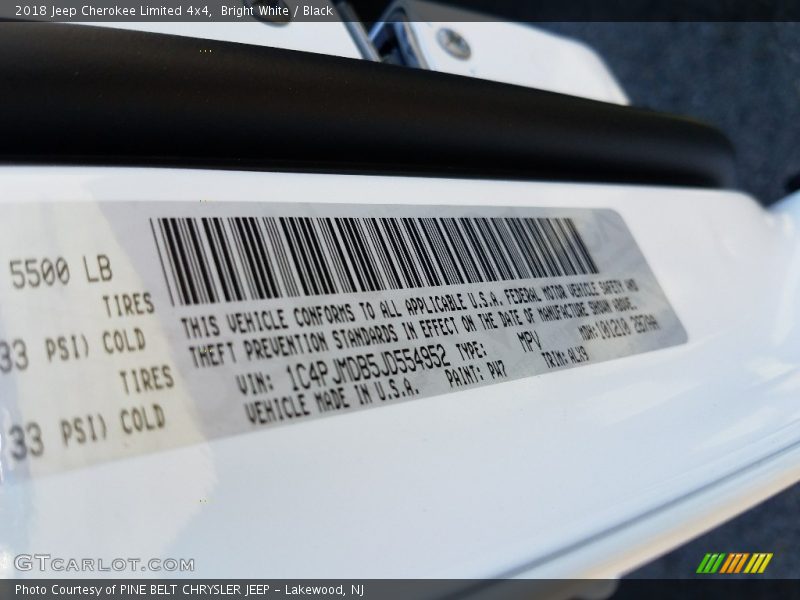 2018 Jeep Cherokee Limited 4x4, Bright White / Black
5500 LB
TIRES
33 PSI) COLD
TIRES
33 PSI) COLD
THIS VEHICLE CONFORMS TO ALL APPLICABLE U.S.A. FEDERAL MOTOR VEHICLE SAFETY AND
THEFT PREVENTION STANDARDS IN EFFECT ON THE DATE OF MANUFACTURE SHOWN ABOVE.
VIN: 1C4PJMDB5JD554952 TYPE: MPV MDH:
VEHICLE MADE IN U.S.A. PAINT: PW7 TRIM: ALX9
GTCARLOT.COM
Photo Courtesy of PINE BELT CHRYSLER JEEP - Lakewood, NJ